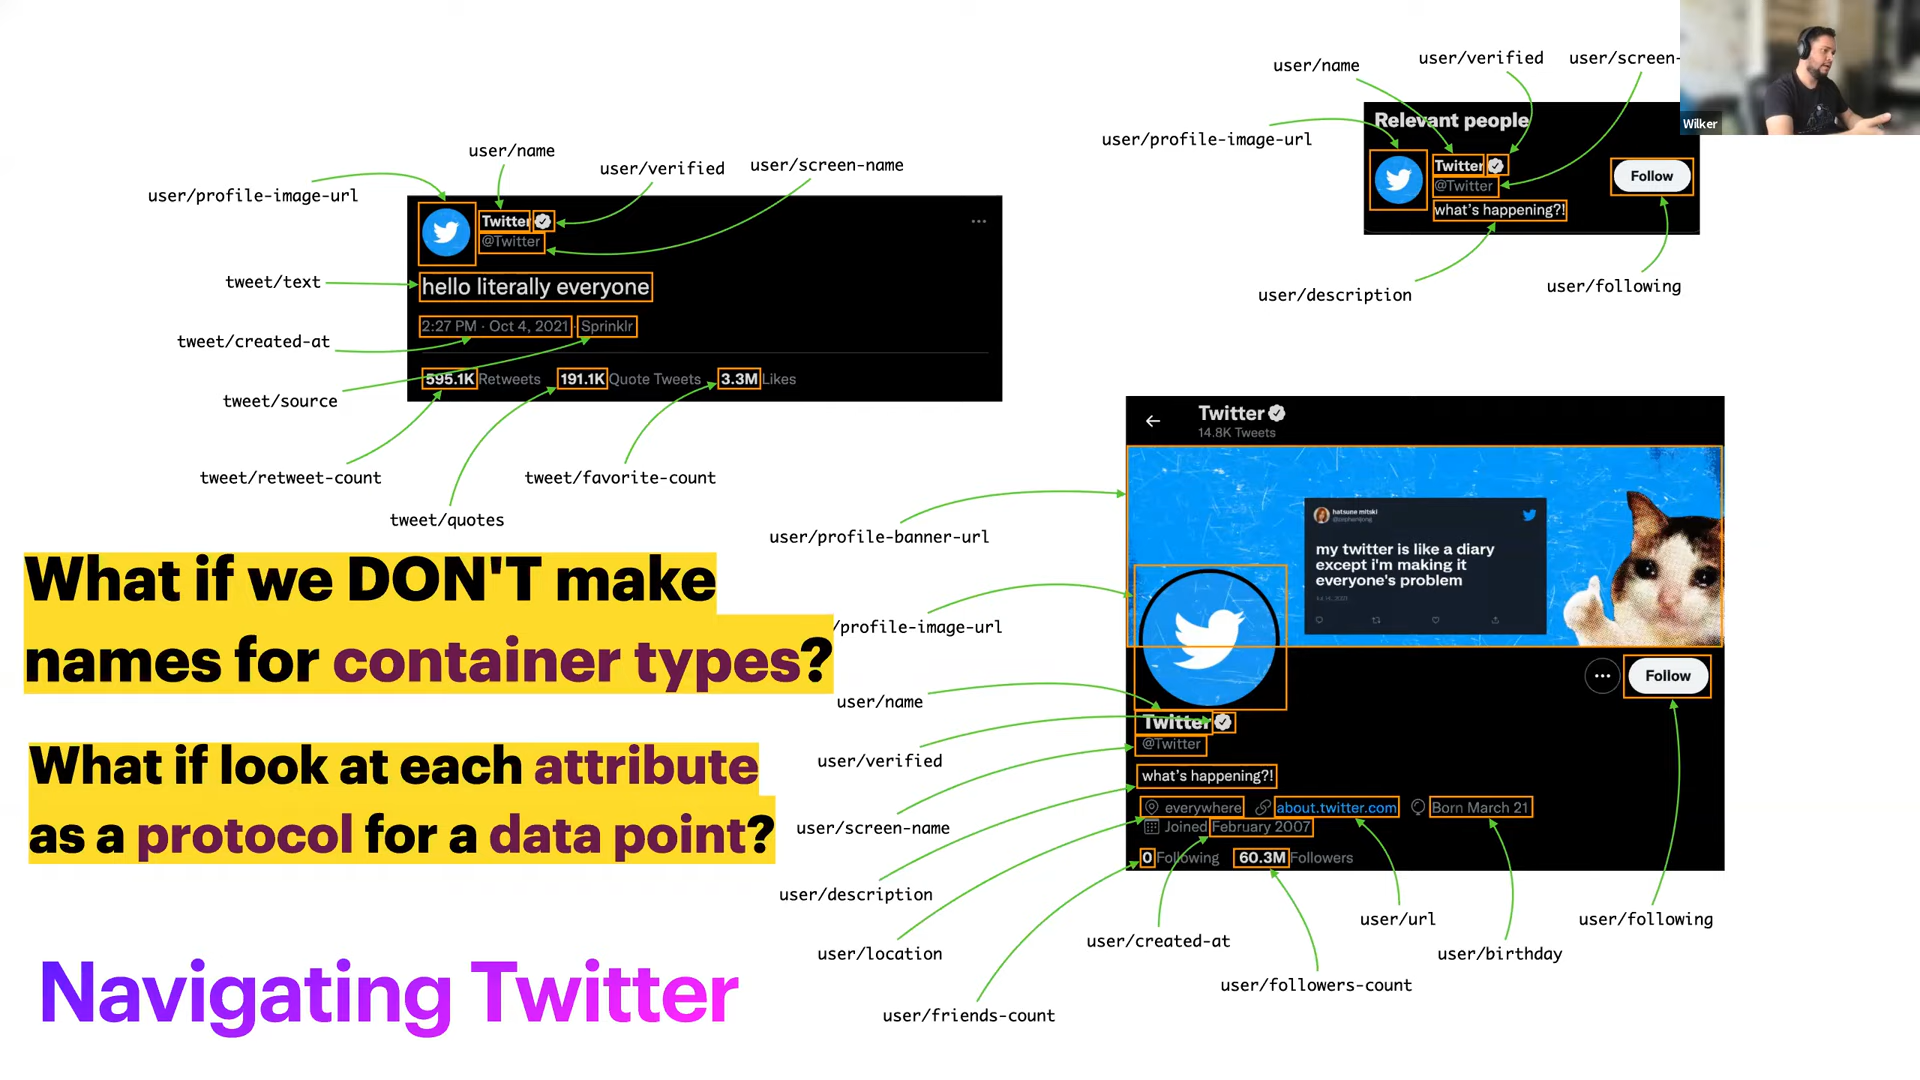 user/name
user/verified
user/screen-name
user/profile-image-url
Twitter
@Twitter
tweet/text
hello literally everyone
2:27 PM · Oct 4, 2021 · Sprinklr
tweet/created-at
595.1K Retweets 191.1K Quote Tweets 3.3M Likes
tweet/source
tweet/retweet-count
tweet/favorite-count
tweet/quotes
user/name
user/verified
user/screen-
user/profile-image-url
Relevant people
Twitter
@Twitter
what's happening?!
Follow
user/description
user/following
Wilker
What if we DON'T make
names for container types?
What if look at each attribute
as a protocol for a data point?
Navigating Twitter
Twitter
14.8K Tweets
user/profile-banner-url
hatsune mitski
my twitter is like a diary
except i'm making it
everyone's problem
/profile-image-url
Follow
user/name
Twitter
user/verified
@Twitter
what's happening?!
user/screen-name
everywhere about.twitter.com Born March 21
Joined February 2007
0 Following 60.3M Followers
user/description
user/location
user/friends-count
user/created-at
user/followers-count
user/url
user/birthday
user/following